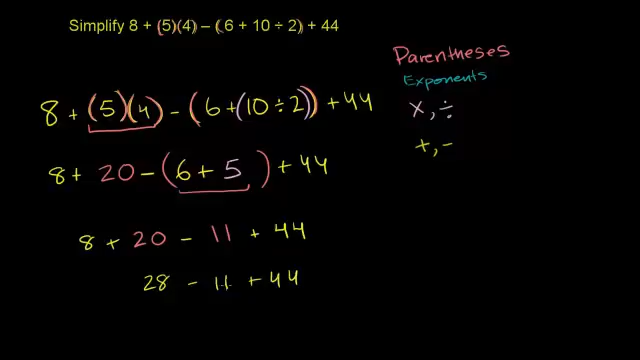 Simplify 8 + (5)(4) – (6 + 10 ÷ 2) + 44
Parentheses
Exponents
×, ÷
+, -
8 + (5)(4) - (6 + (10 ÷ 2)) + 44
8 + 20 - (6 + 5) + 44
8 + 20 - 11 + 44
28 - 11 + 44